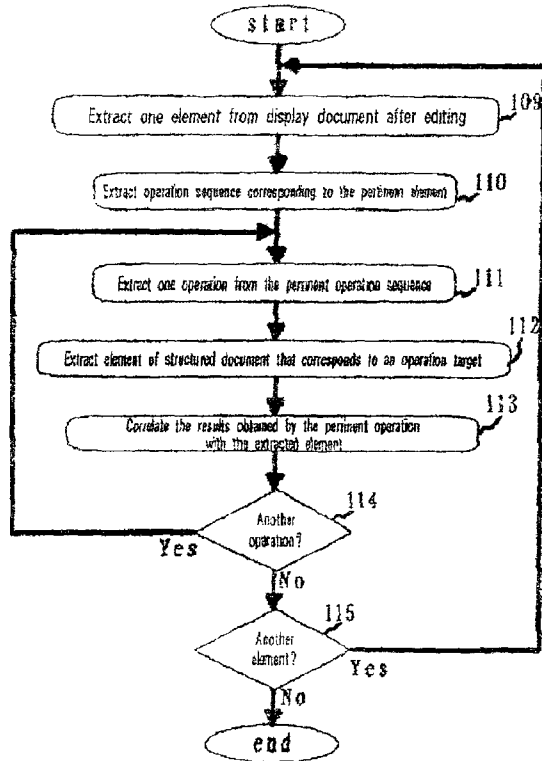 start
Extract one element from display document after editing
109
Extract operation sequence corresponding to the pertinent element
110
Extract one operation from the pertinent operation sequence
111
Extract element of structured document that corresponds to an operation target
112
Correlate the results obtained by the pertinent operation
with the extracted element
113
Another
operation?
114
Yes
No
Another
element?
115
Yes
No
end